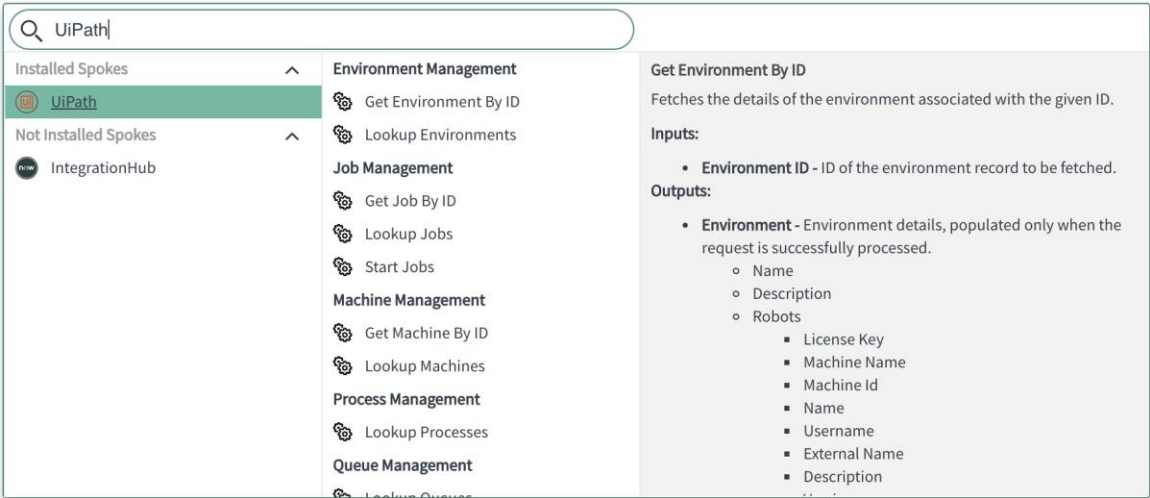 UiPath
Installed Spokes
UiPath
Not Installed Spokes
now
IntegrationHub
Environment Management
Get Environment By ID
Lookup Environments
Job Management
Get Job By ID
Lookup Jobs
Start Jobs
Machine Management
Get Machine By ID
Lookup Machines
Process Management
Lookup Processes
Queue Management
Lookup Queues
Get Environment By ID
Fetches the details of the environment associated with the given ID.
Inputs:
• Environment ID - ID of the environment record to be fetched.
Outputs:
• Environment - Environment details, populated only when the
request is successfully processed.
○ Name
○ Description
○ Robots
▪ License Key
▪ Machine Name
▪ Machine Id
▪ Name
▪ Username
▪ External Name
▪ Description